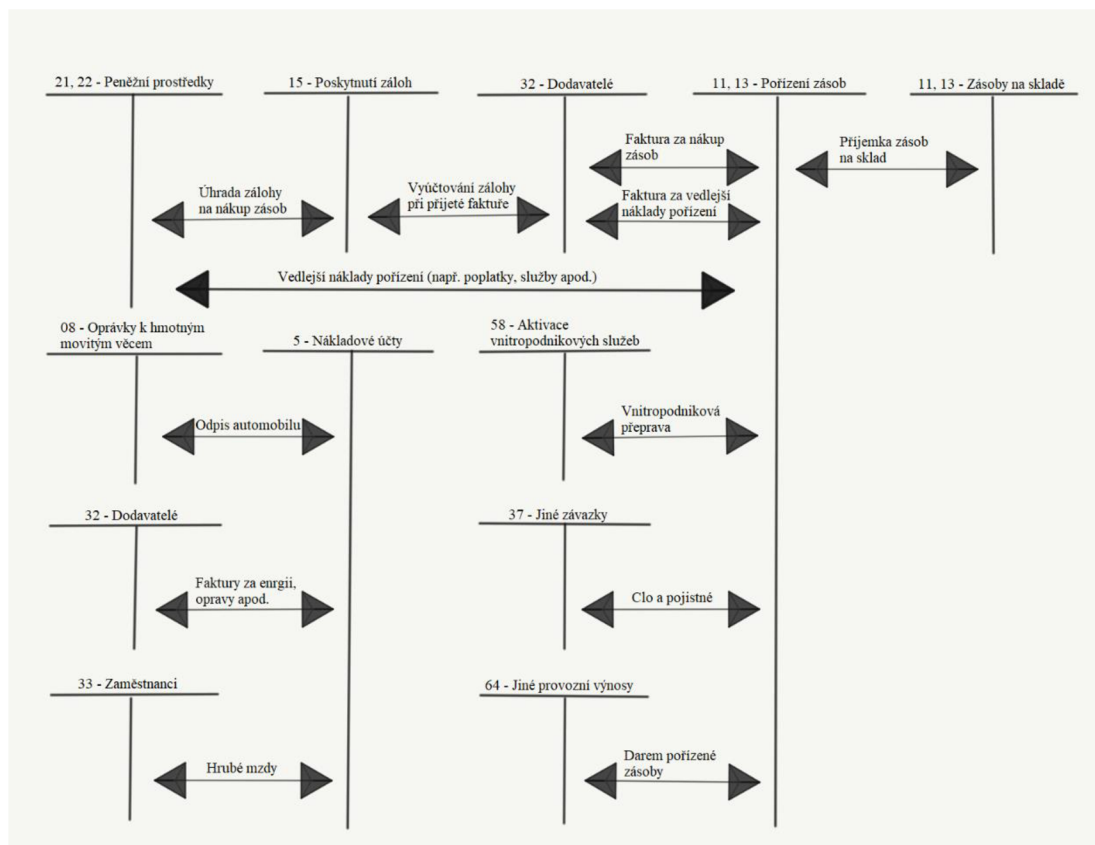 21, 22 - Peněžní prostředky
15 - Poskytnutí záloh
32 - Dodavatelé
11, 13 - Pořízení zásob
11, 13 - Zásoby na skladě
Faktura za nákup
zásob
Příjemka zásob
na sklad
Úhrada zálohy
na nákup zásob
Vyúčtování zálohy
při přijeté faktuře
Faktura za vedlejší
náklady pořízení
Vedlejší náklady pořízení (např. poplatky, služby apod.)
08 - Oprávky k hmotným
movitým věcem
5 - Nákladové účty
58 - Aktivace
vnitropodnikových služeb
Odpis automobilu
Vnitropodniková
přeprava
32 - Dodavatelé
37 - Jiné závazky
Faktury za enrgii,
opravy apod.
Clo a pojistné
33 - Zaměstnanci
64 - Jiné provozní výnosy
Hrubé mzdy
Darem pořízené
zásoby